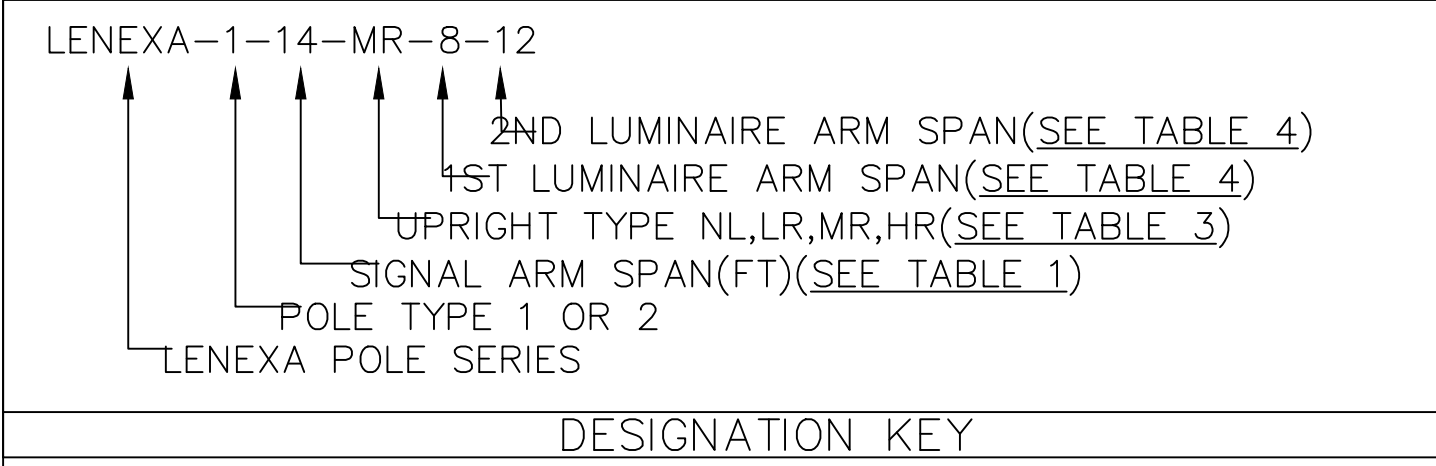 LENEXA-1-14-MR-8-12
2ND LUMINAIRE ARM SPAN(SEE TABLE 4)
1ST LUMINAIRE ARM SPAN(SEE TABLE 4)
UPRIGHT TYPE NL,LR,MR,HR(SEE TABLE 3)
SIGNAL ARM SPAN(FT)(SEE TABLE 1)
POLE TYPE 1 OR 2
LENEXA POLE SERIES
DESIGNATION KEY